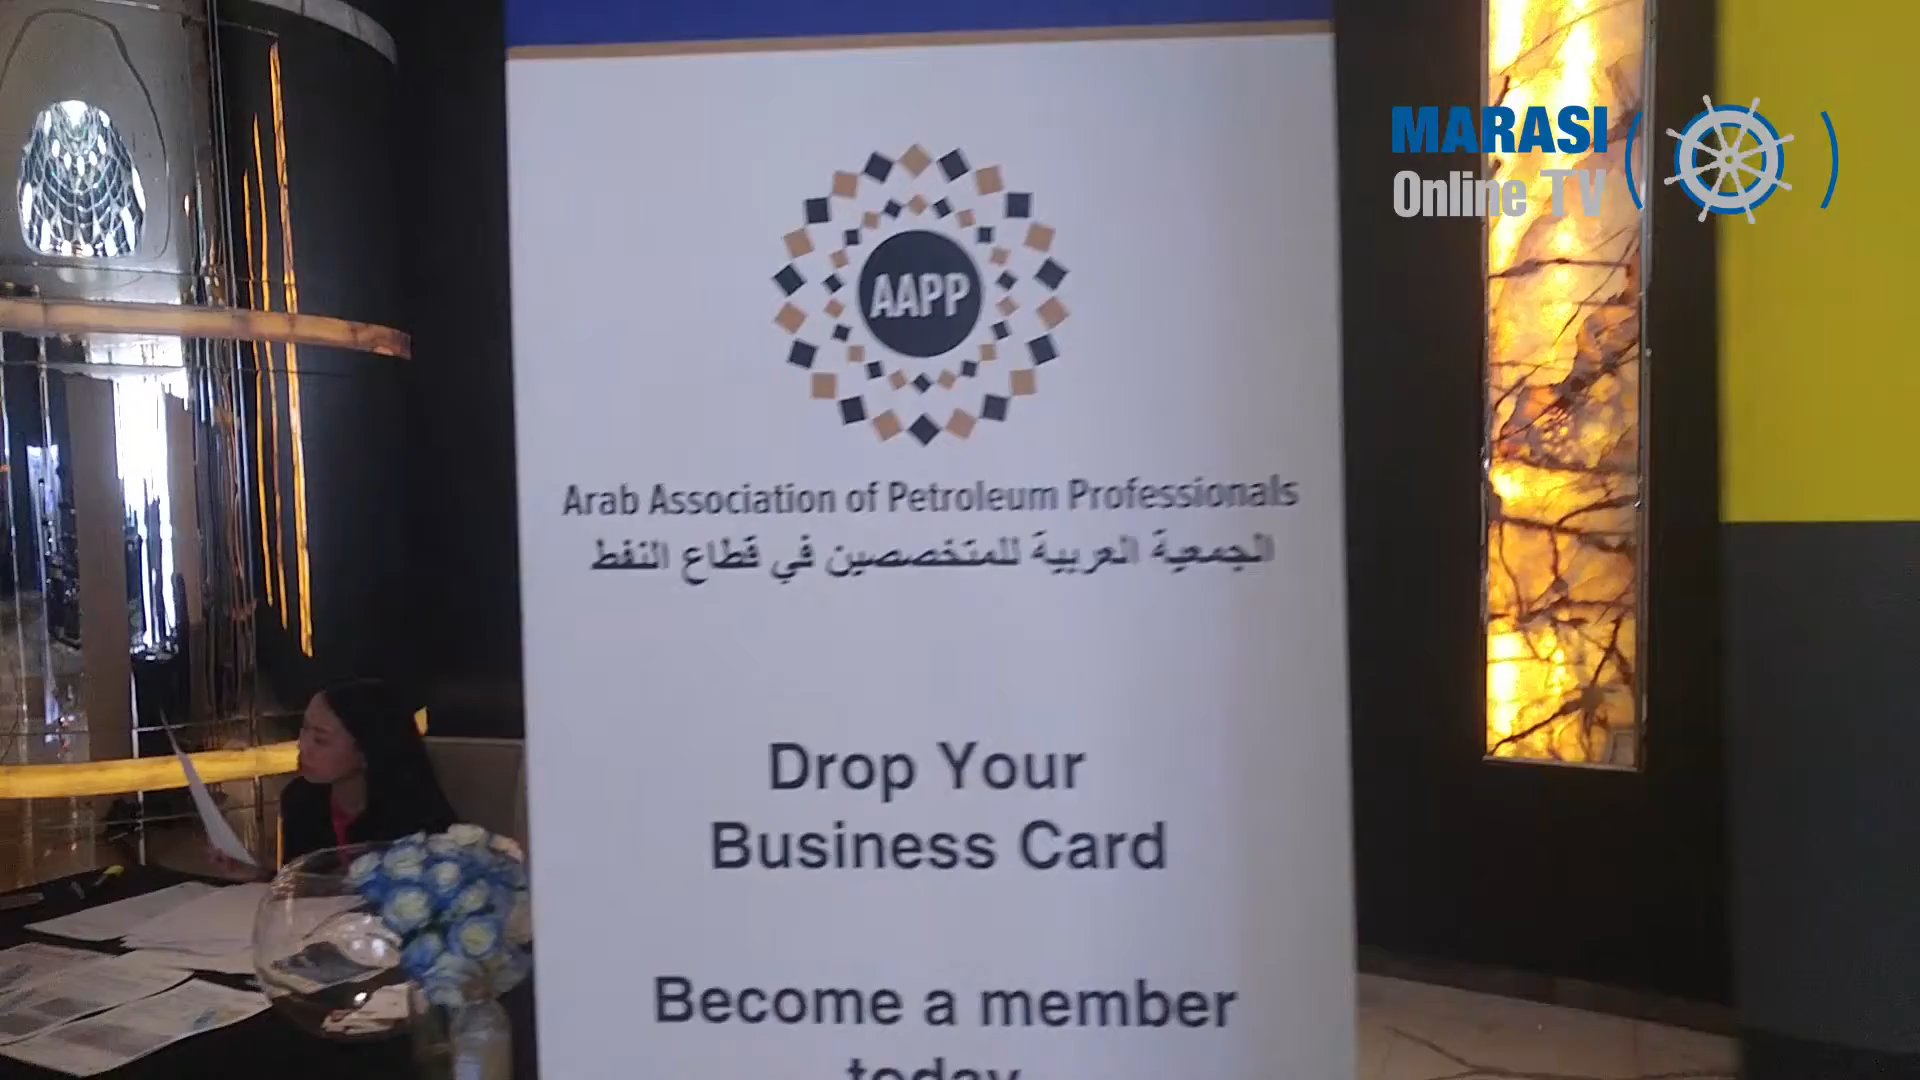 MARASI
Online TV
AAPP
Arab Association of Petroleum Professionals
الجمعية العربية للمتخصصين في قطاع النفط
Drop Your
Business Card
Become a member
today